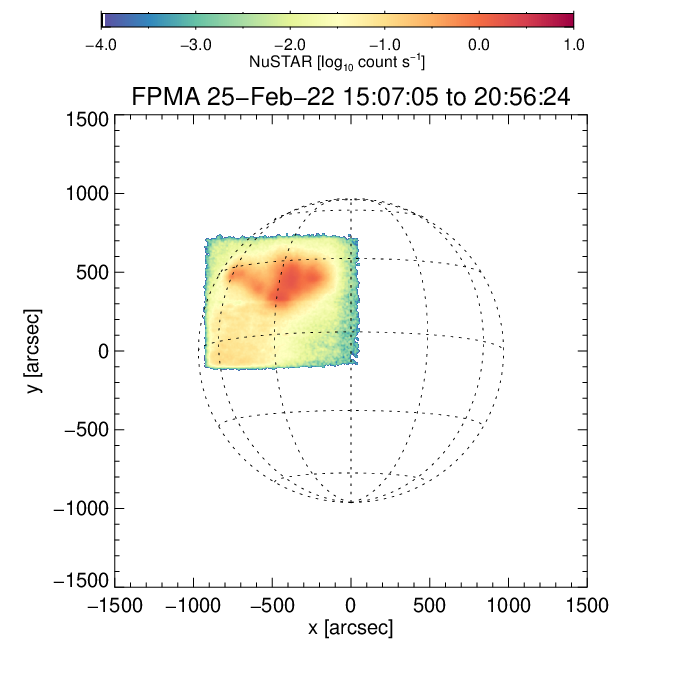 −4.0 −3.0 −2.0 −1.0 0.0 1.0
NuSTAR [log₁₀ count s⁻¹]
FPMA 25−Feb−22 15:07:05 to 20:56:24
1500
1000
500
0
−500
−1000
−1500
y [arcsec]
−1500 −1000 −500 0 500 1000 1500
x [arcsec]